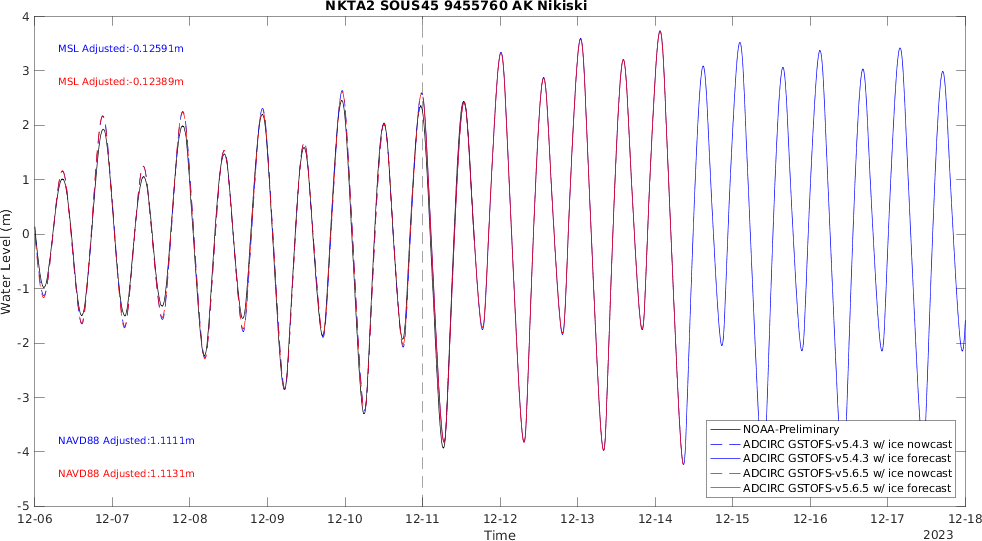 NKTA2 SOUS45 9455760 AK Nikiski
MSL Adjusted:-0.12591m
MSL Adjusted:-0.12389m
NAVD88 Adjusted:1.1111m
NAVD88 Adjusted:1.1131m
Water Level (m)
4
3
2
1
0
-1
-2
-3
-4
-5
NOAA-Preliminary
ADCIRC GSTOFS-v5.4.3 w/ ice nowcast
ADCIRC GSTOFS-v5.4.3 w/ ice forecast
ADCIRC GSTOFS-v5.6.5 w/ ice nowcast
ADCIRC GSTOFS-v5.6.5 w/ ice forecast
12-06 12-07 12-08 12-09 12-10 12-11 12-12 12-13 12-14 12-15 12-16 12-17 12-18
Time
2023